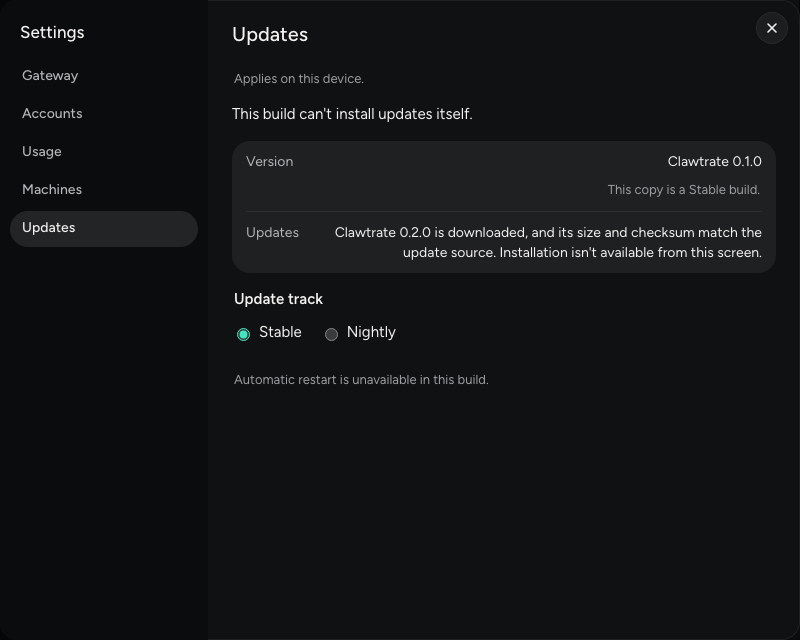 Settings
Gateway
Accounts
Usage
Machines
Updates
Updates
Applies on this device.
This build can't install updates itself.
Version
Clawtrate 0.1.0
This copy is a Stable build.
Updates
Clawtrate 0.2.0 is downloaded, and its size and checksum match the
update source. Installation isn't available from this screen.
Update track
Stable
Nightly
Automatic restart is unavailable in this build.